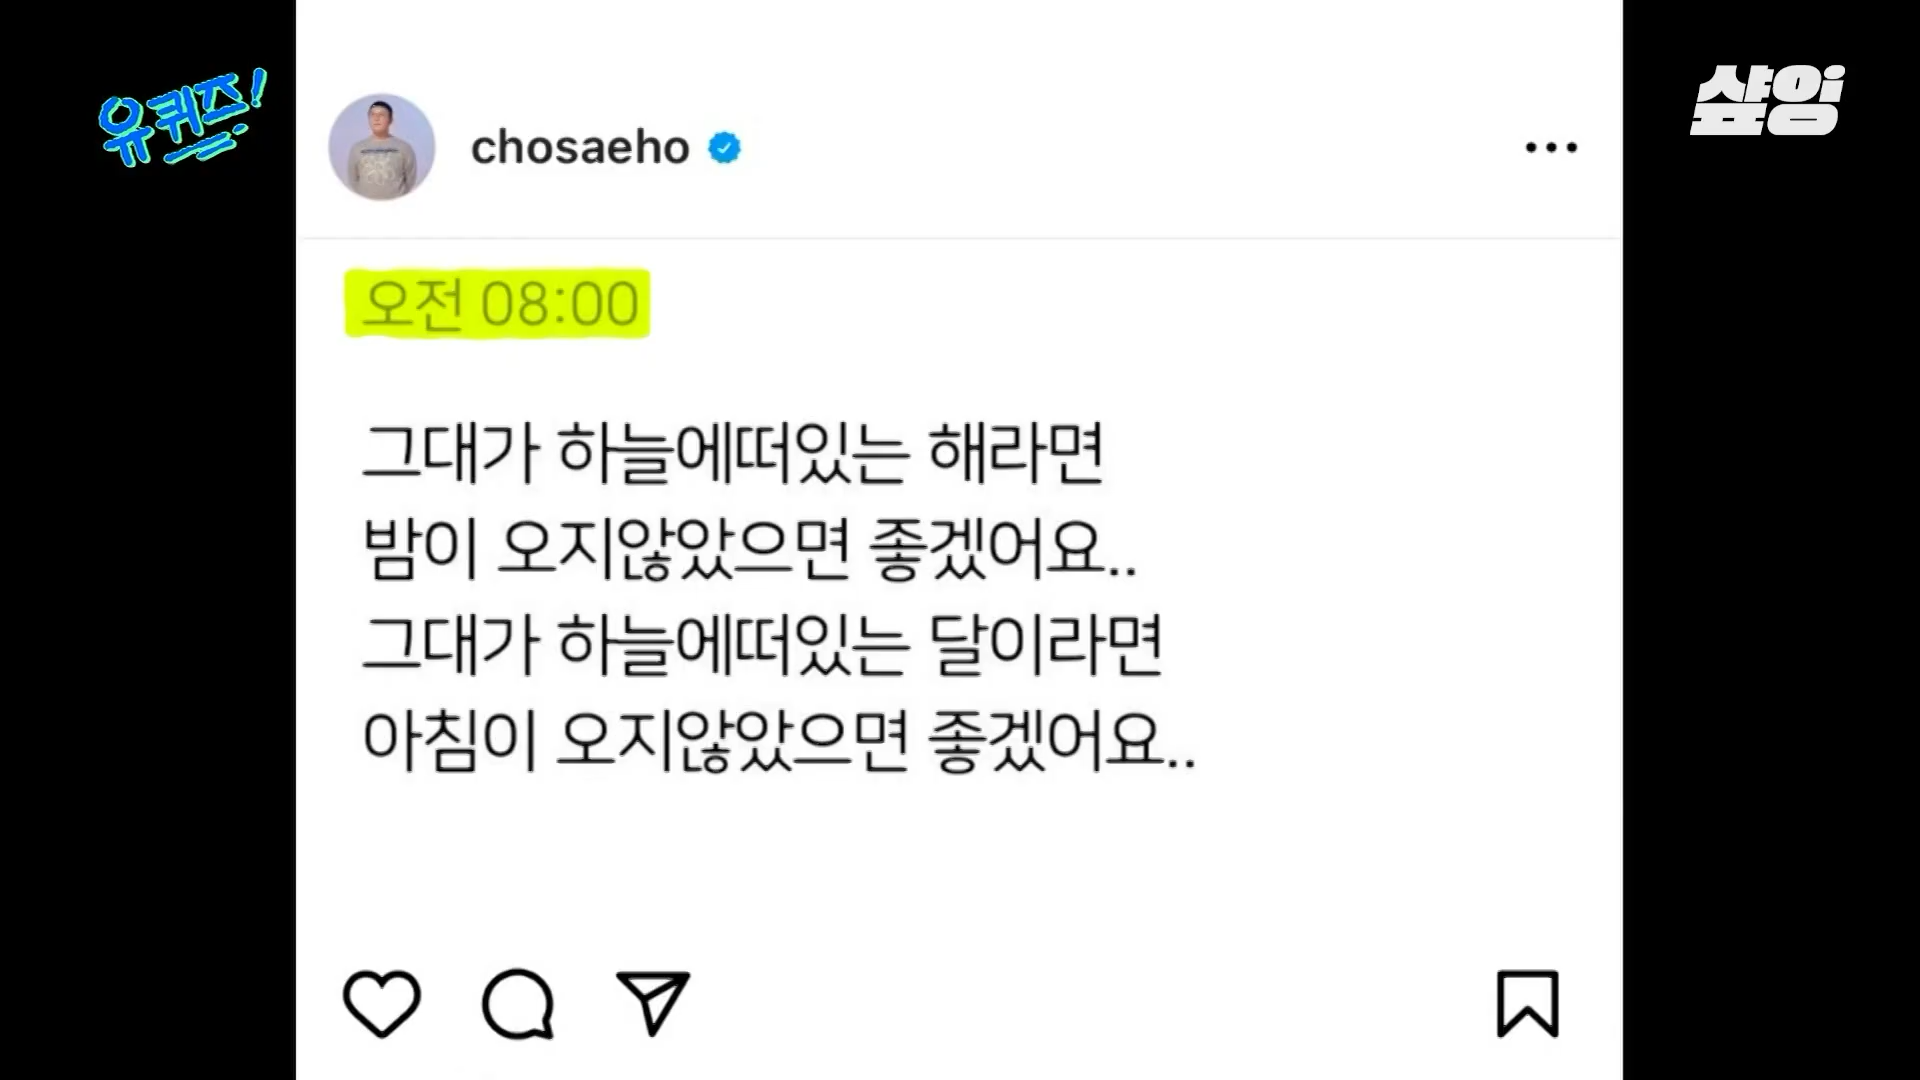 유퀴즈!
샾잉
chosaeho
오전 08:00
그대가 하늘에떠있는 해라면
밤이 오지않았으면 좋겠어요..
그대가 하늘에떠있는 달이라면
아침이 오지않았으면 좋겠어요..